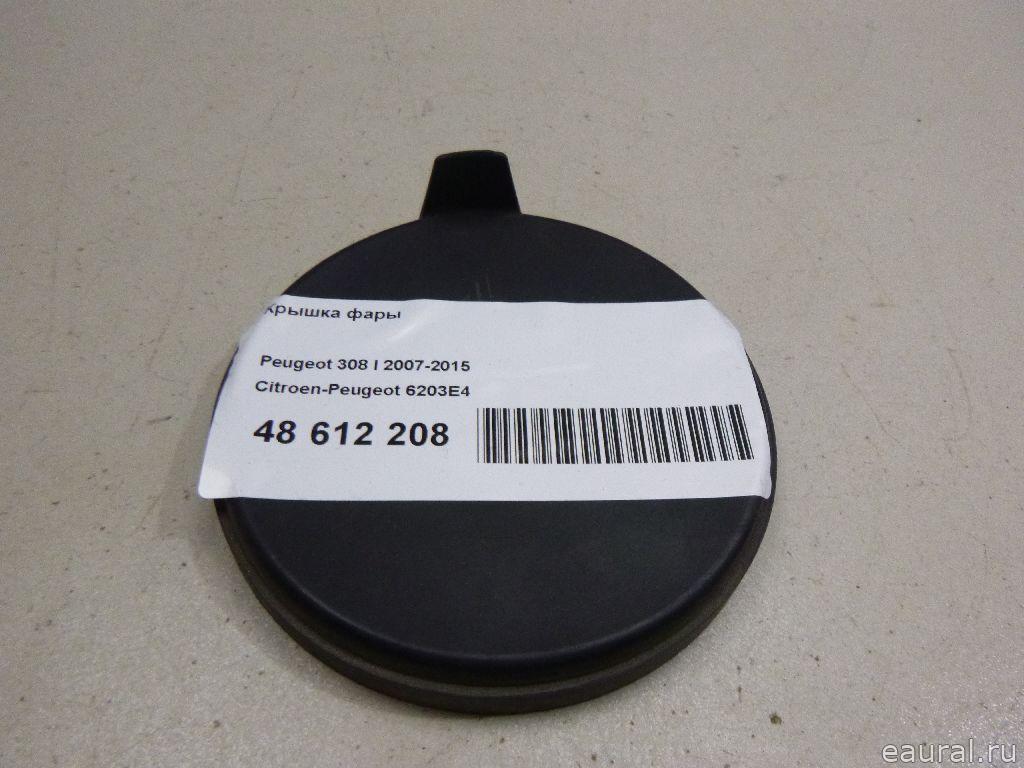 Крышка фары
Peugeot 308 I 2007-2015
Citroen-Peugeot 6203E4
48 612 208
eaural.ru